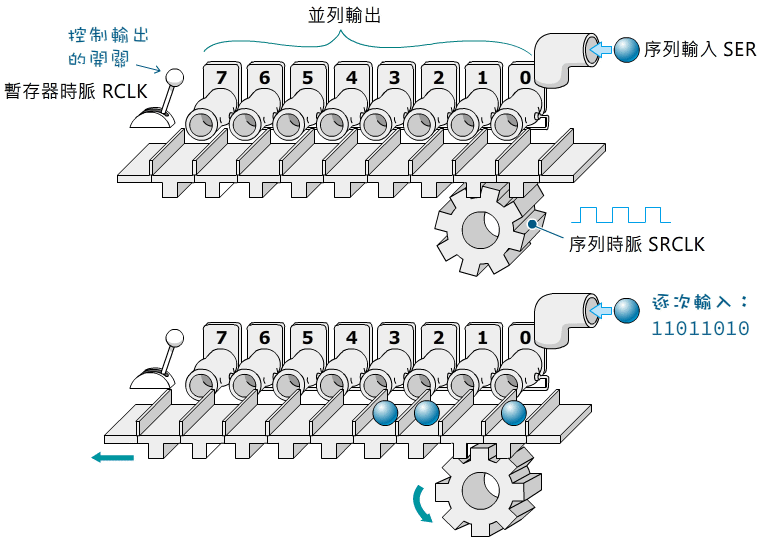 並列輸出
控制輸出
的開關
序列輸入 SER
暫存器時脈 RCLK
7 6 5 4 3 2 1 0
序列時脈 SRCLK
逐次輸入：
11011010
7 6 5 4 3 2 1 0